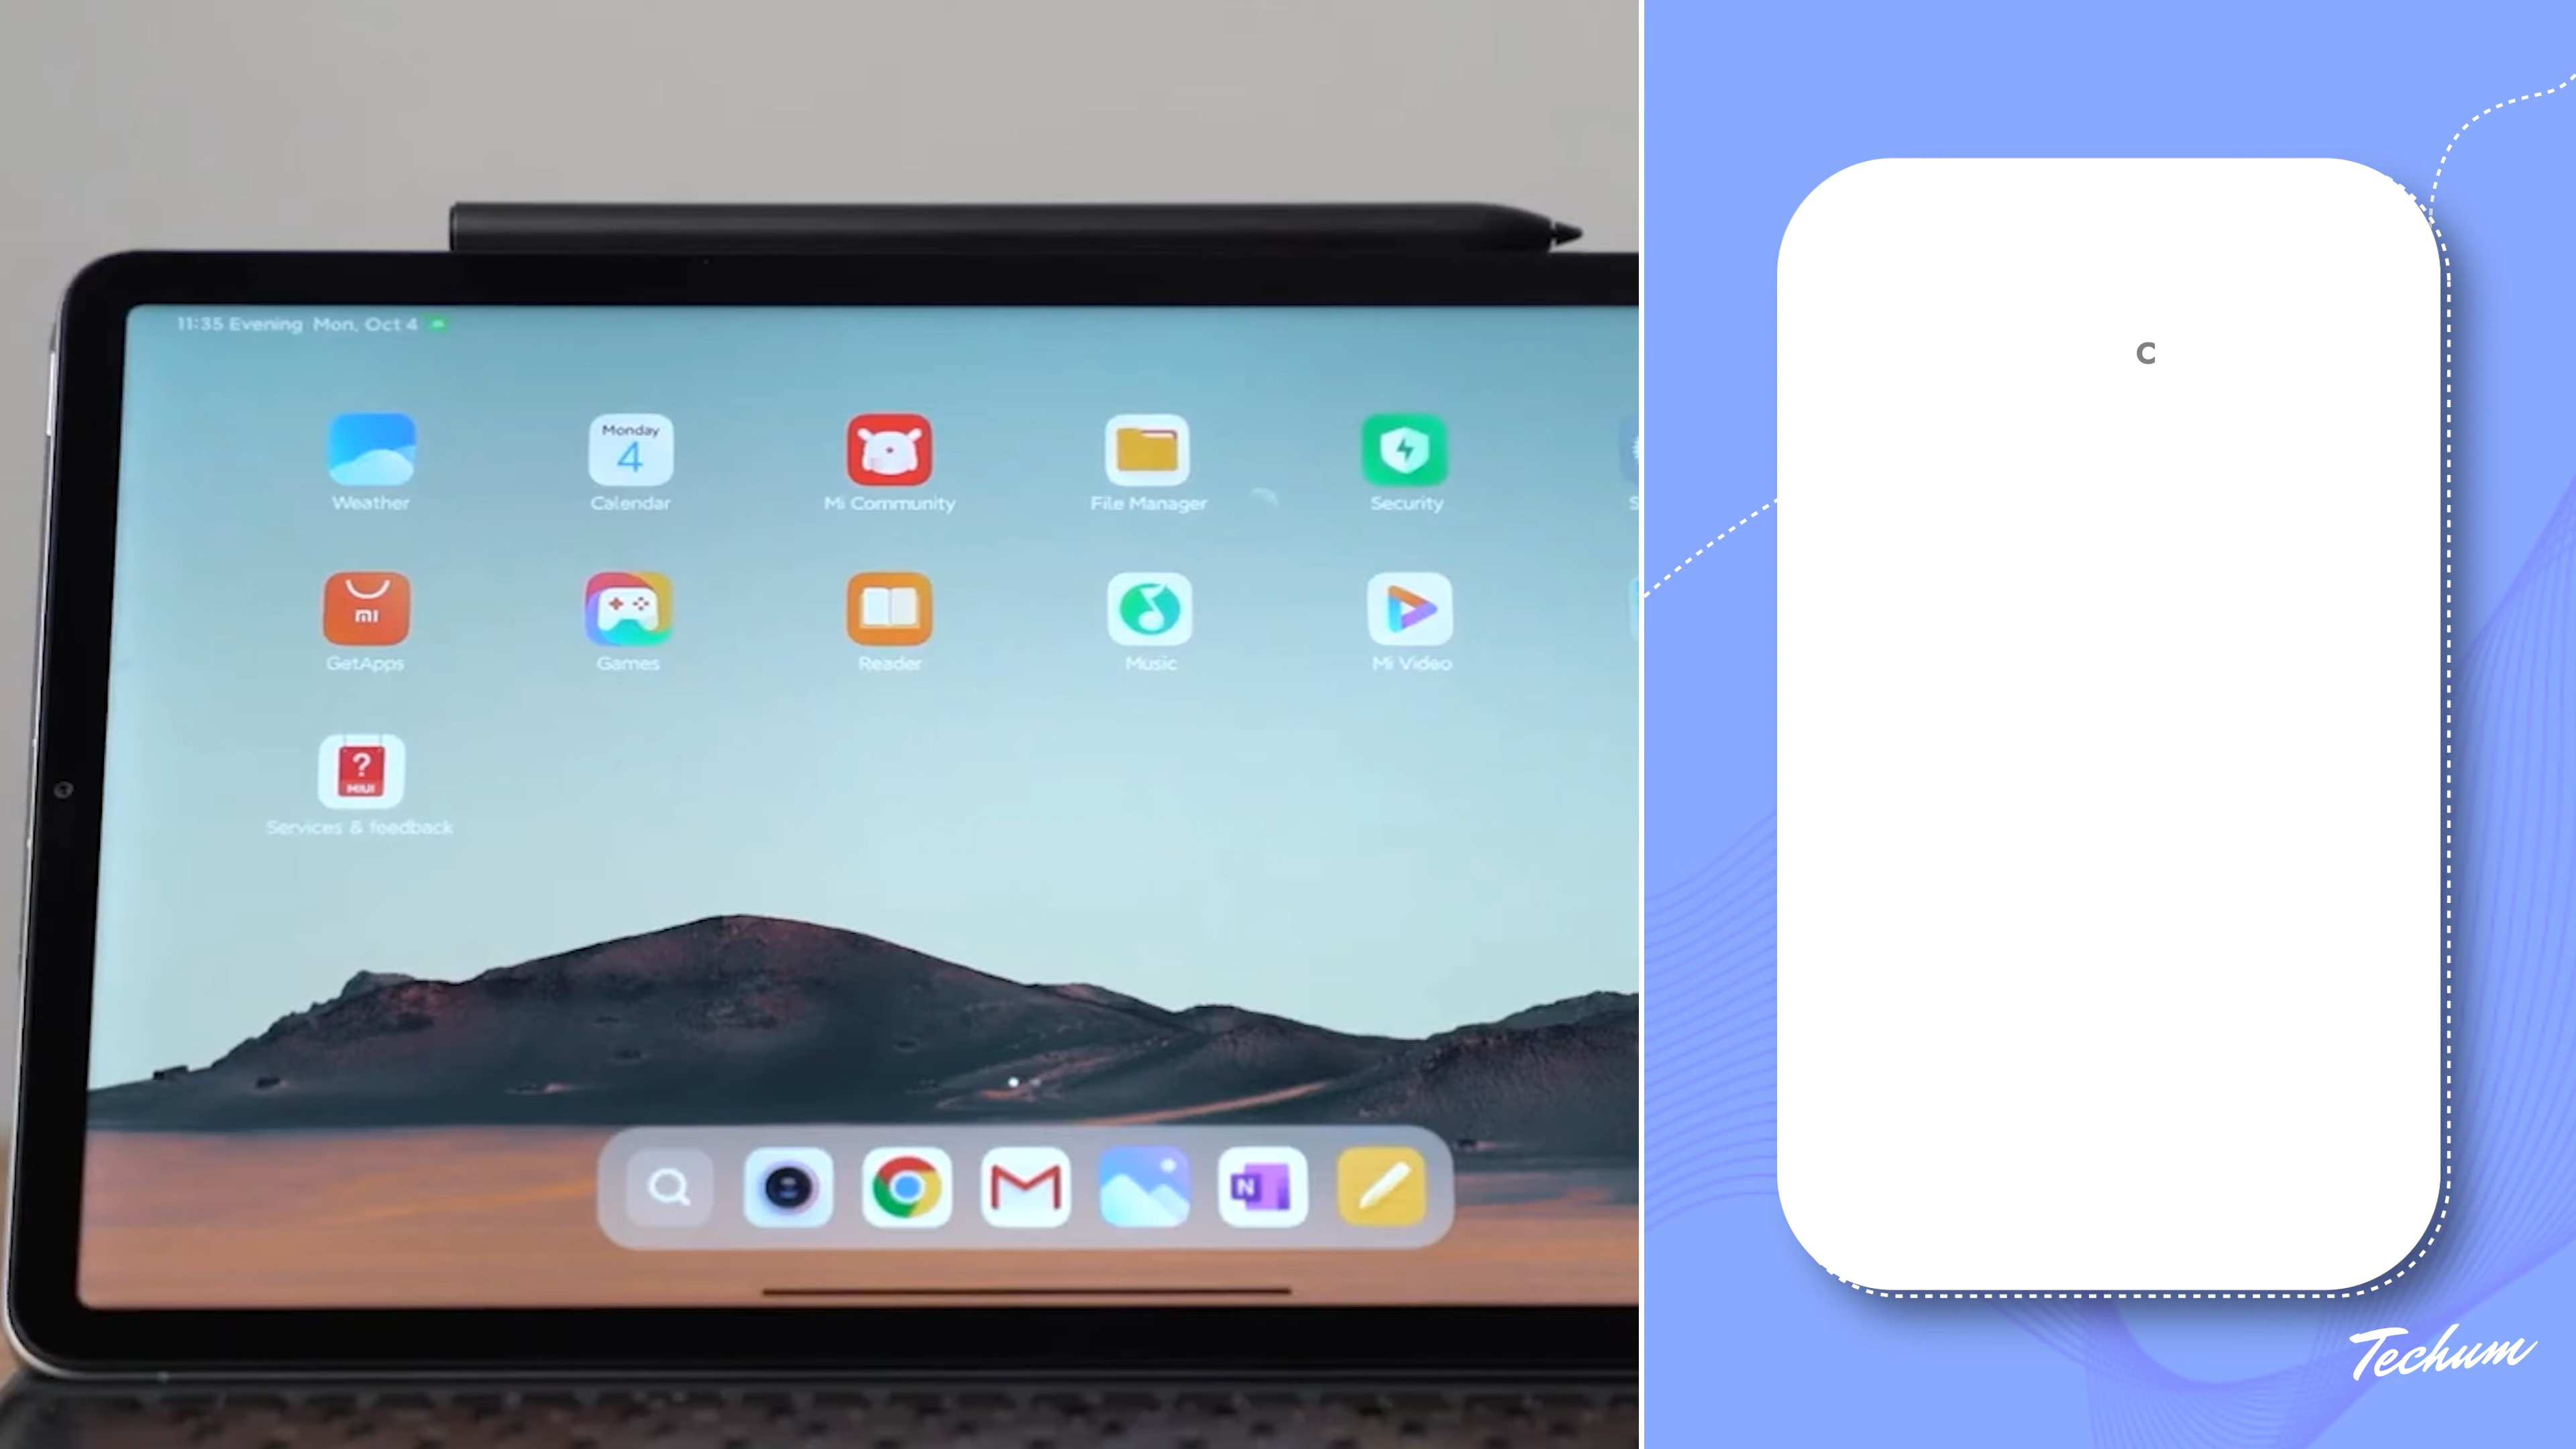 11:35 Evening Mon, Oct 4
Monday
4
Weather
Calendar
Mi Community
File Manager
Security
S
mi
GetApps
Games
Reader
Music
Mi Video
?
MIUI
Services & feedback
N
c
Techum